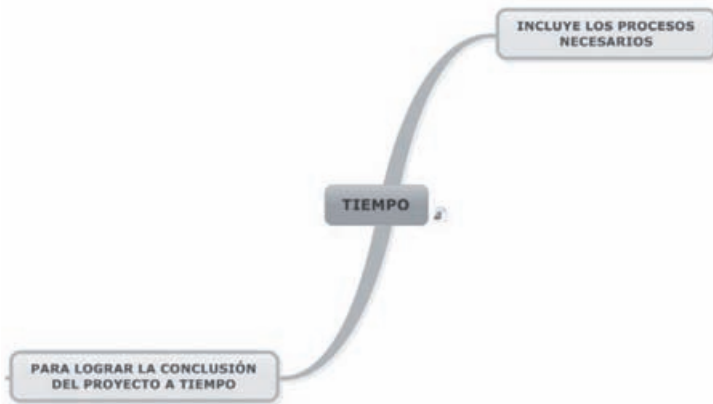 INCLUYE LOS PROCESOS
NECESARIOS
TIEMPO
PARA LOGRAR LA CONCLUSIÓN
DEL PROYECTO A TIEMPO